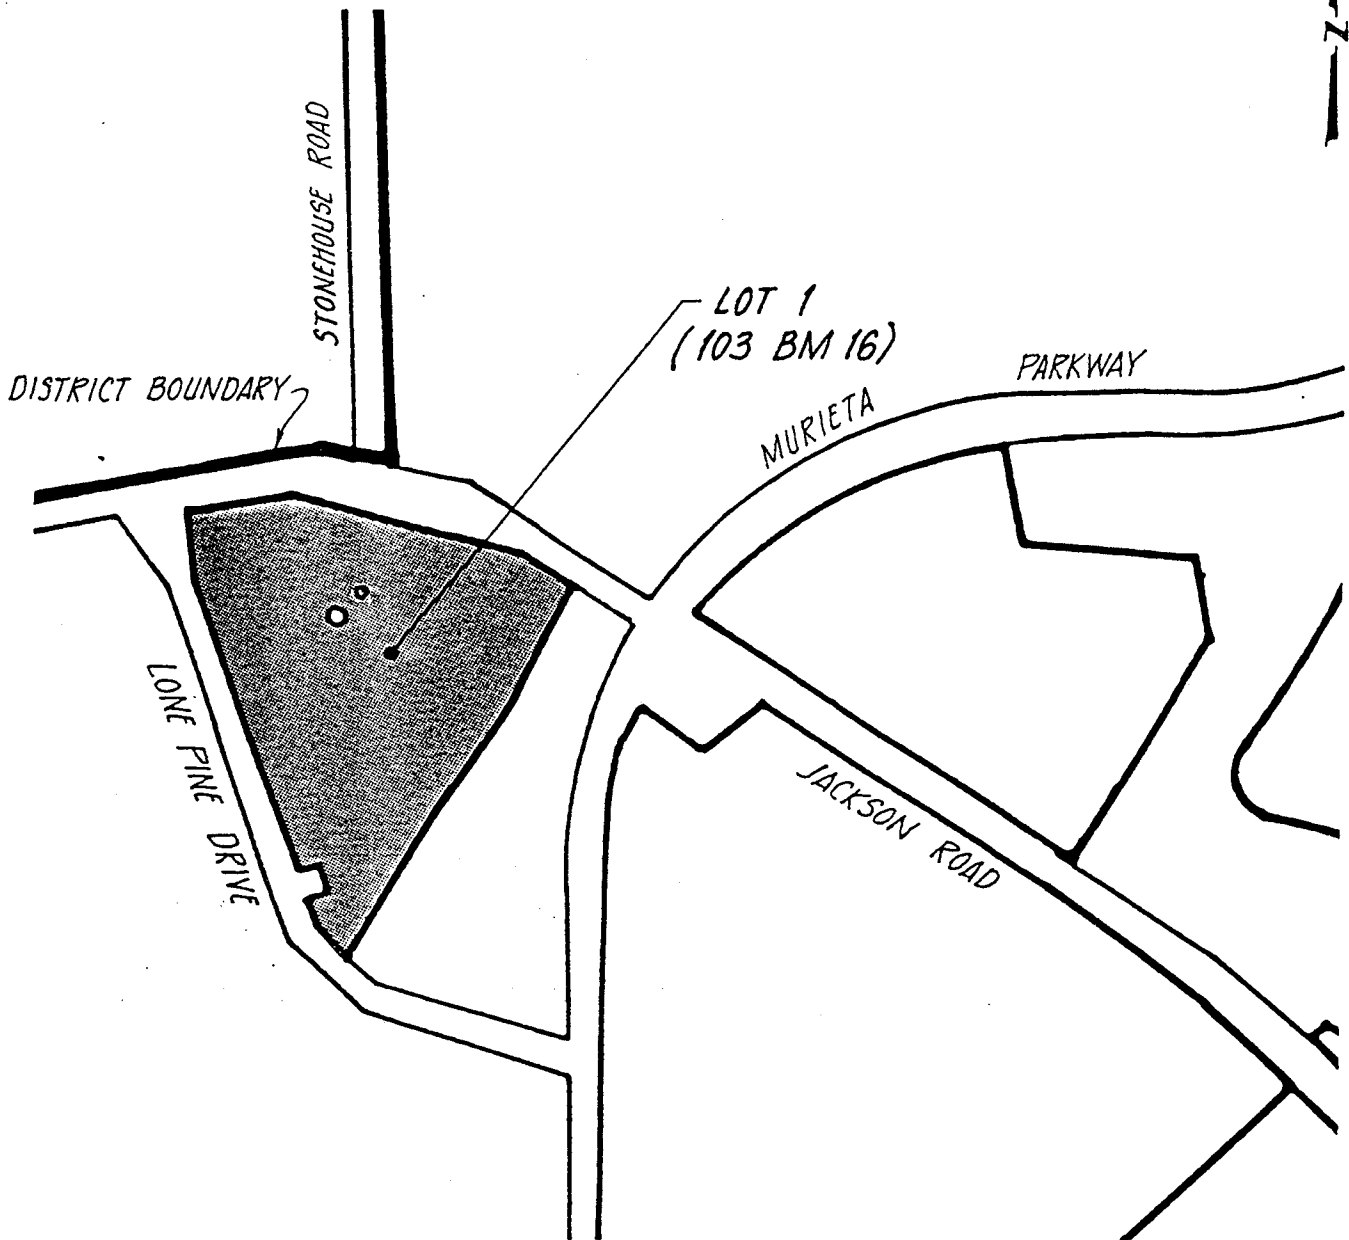 N
STONEHOUSE ROAD
LOT 1
(103 BM 16)
DISTRICT BOUNDARY
MURIETA PARKWAY
LONE PINE DRIVE
JACKSON ROAD